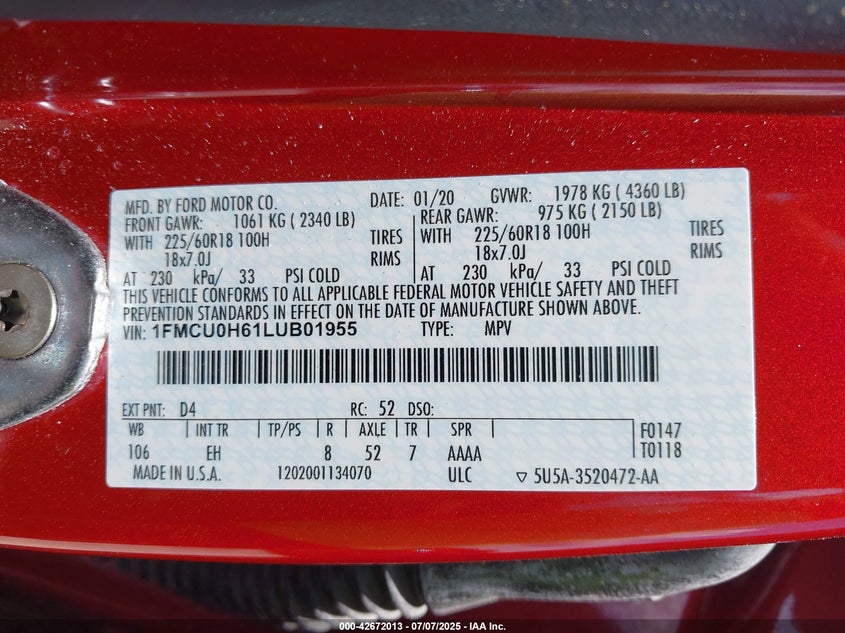 MFD. BY FORD MOTOR CO. DATE: 01/20 GVWR: 1978 KG ( 4360 LB)
FRONT GAWR: 1061 KG ( 2340 LB) REAR GAWR: 975 KG ( 2150 LB)
WITH 225/60R18 100H TIRES WITH 225/60R18 100H TIRES
18x7.0J RIMS 18x7.0J RIMS
AT 230 kPa/ 33 PSI COLD AT 230 kPa/ 33 PSI COLD
THIS VEHICLE CONFORMS TO ALL APPLICABLE FEDERAL MOTOR VEHICLE SAFETY AND THEFT
PREVENTION STANDARDS IN EFFECT ON THE DATE OF MANUFACTURE SHOWN ABOVE.
VIN: 1FMCU0H61LUB01955 TYPE: MPV
EXT PNT: D4 RC: 52 DSO:
WB INT TR TP/PS R AXLE TR SPR F0147
106 EH 8 52 7 AAAA T0118
MADE IN U.S.A. 1202001134070 ULC ▽ 5U5A-3520472-AA
000-42672013 - 07/07/2025 - IAA Inc.